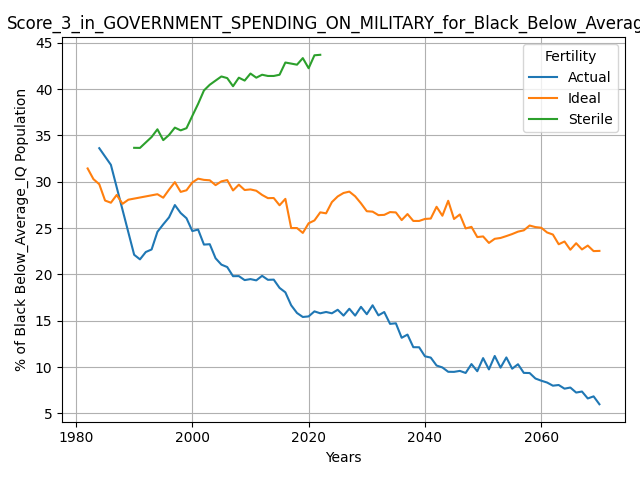 Score_3_in_GOVERNMENT_SPENDING_ON_MILITARY_for_Black_Below_Averag
45
40
35
30
25
20
15
10
5
% of Black Below_Average_IQ Population
Fertility
Actual
Ideal
Sterile
1980
2000
2020
2040
2060
Years